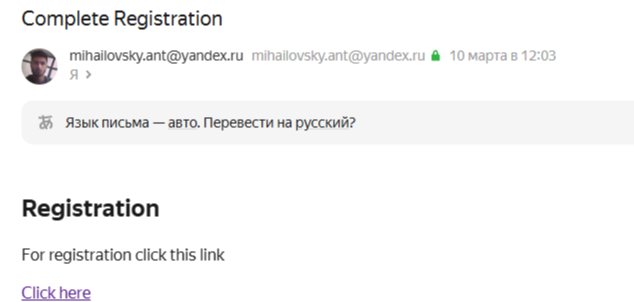 Complete Registration
mihailovsky.ant@yandex.ru mihailovsky.ant@yandex.ru 10 марта в 12:03
Я >
あ Язык письма — авто. Перевести на русский?
Registration
For registration click this link
Click here